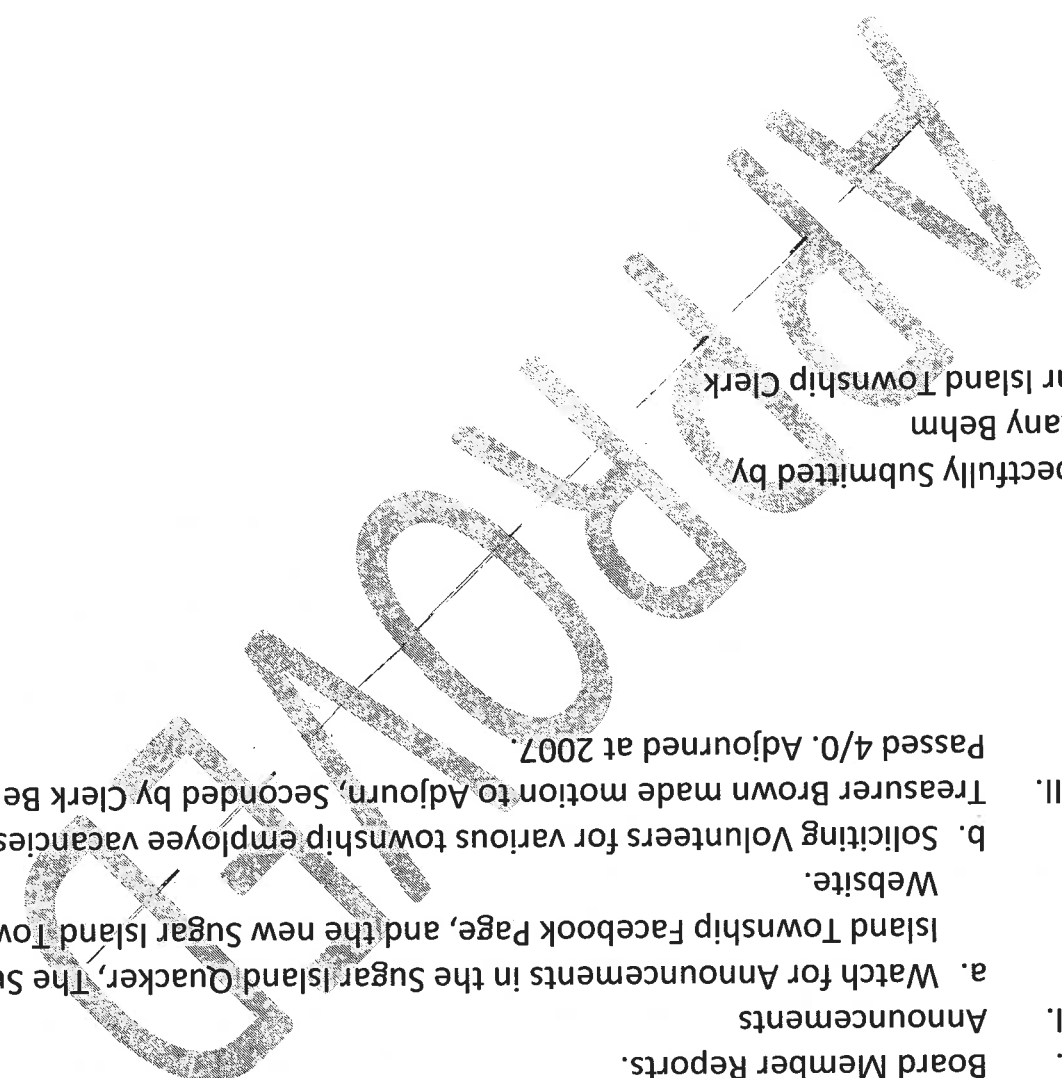 . Board Member Reports.
I. Announcements
a. Watch for Announcements in the Sugar Island Quacker, The Su
Island Township Facebook Page, and the new Sugar Island Tow
Website.
b. Soliciting Volunteers for various township employee vacancies
II. Treasurer Brown made motion to Adjourn, Seconded by Clerk Be
Passed 4/0. Adjourned at 2007.
pectfully Submitted by
any Behm
ar Island Township Clerk
APPROVED